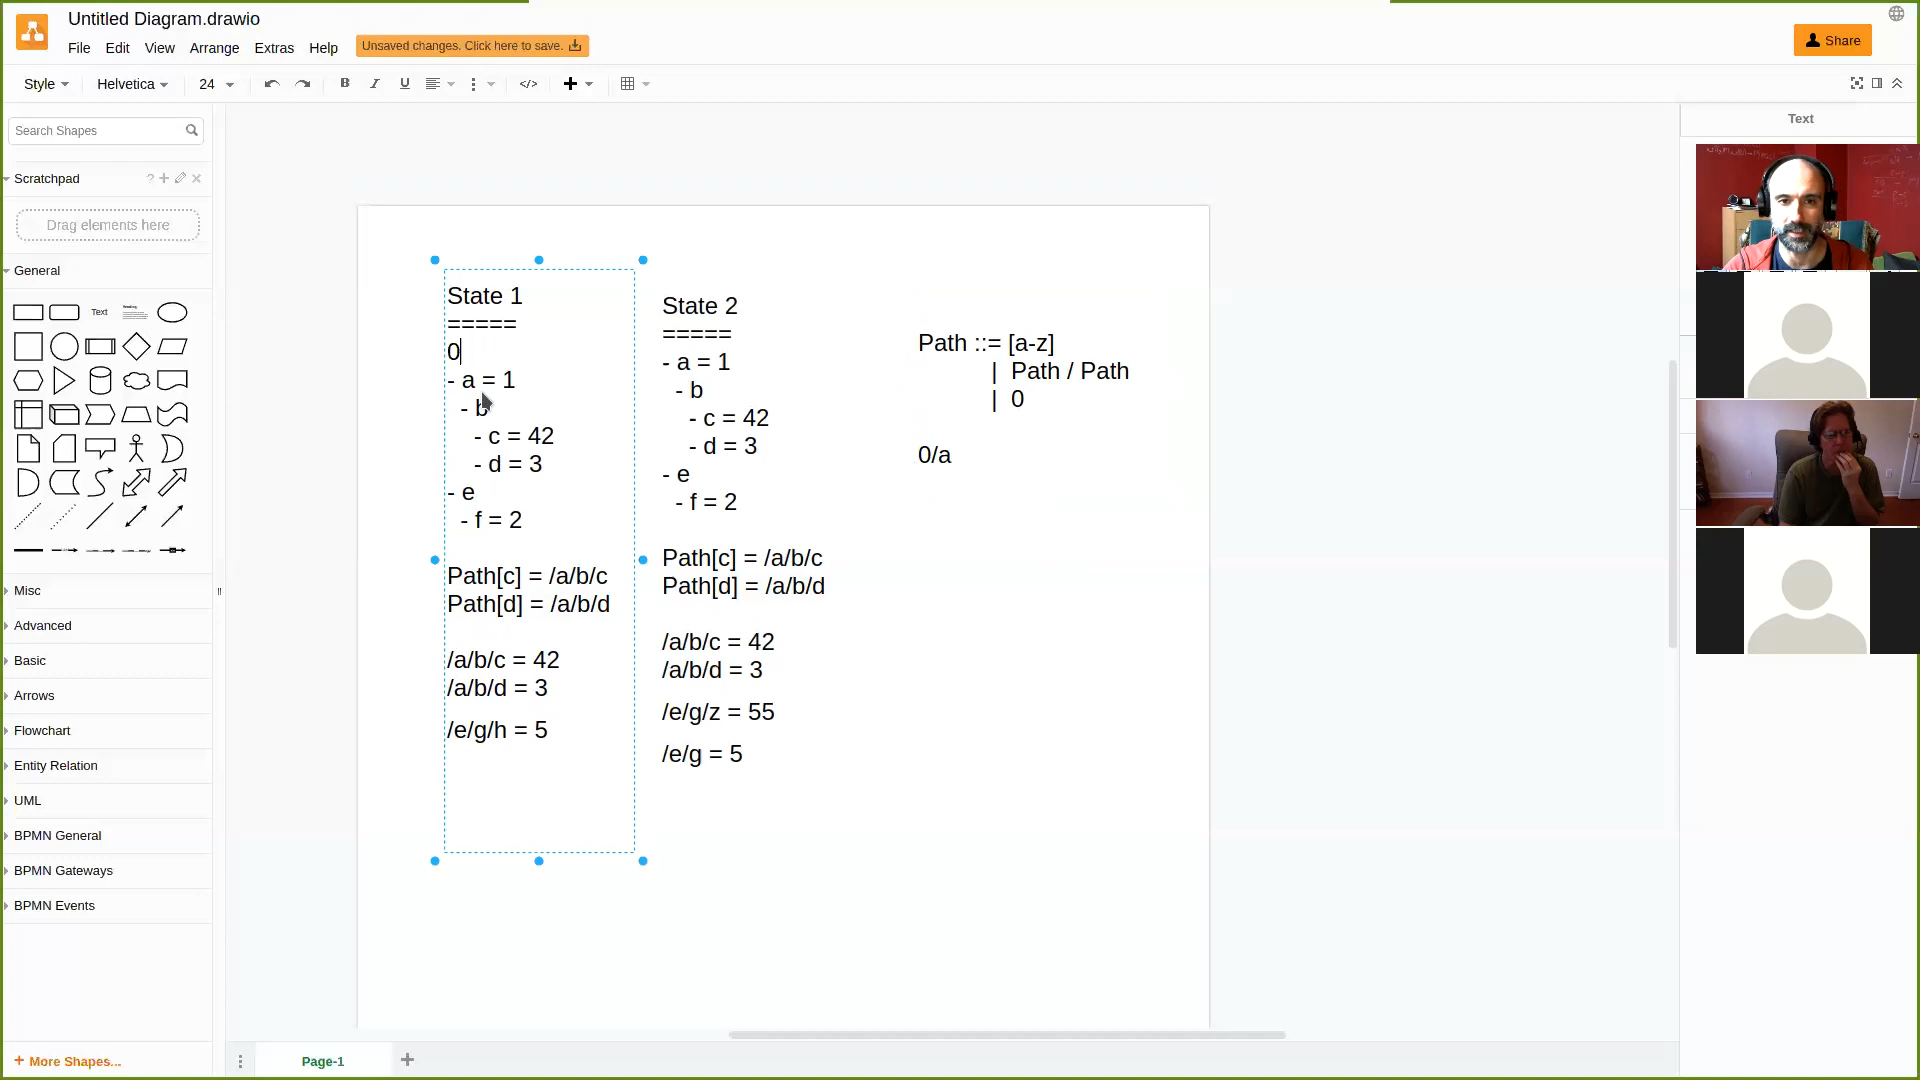 Untitled Diagram.drawio
File Edit View Arrange Extras Help
Unsaved changes. Click here to save.
Share
Style Helvetica 24 B I U </>
Search Shapes
Scratchpad ?
Drag elements here
General
Text
Misc
Advanced
Basic
Arrows
Flowchart
Entity Relation
UML
BPMN General
BPMN Gateways
BPMN Events
+ More Shapes...
State 1
=====
0
- a = 1
- b
- c = 42
- d = 3
- e
- f = 2
Path[c] = /a/b/c
Path[d] = /a/b/d
/a/b/c = 42
/a/b/d = 3
/e/g/h = 5
State 2
=====
- a = 1
- b
- c = 42
- d = 3
- e
- f = 2
Path[c] = /a/b/c
Path[d] = /a/b/d
/a/b/c = 42
/a/b/d = 3
/e/g/z = 55
/e/g = 5
Path ::= [a-z]
| Path / Path
| 0
0/a
Text
Page-1